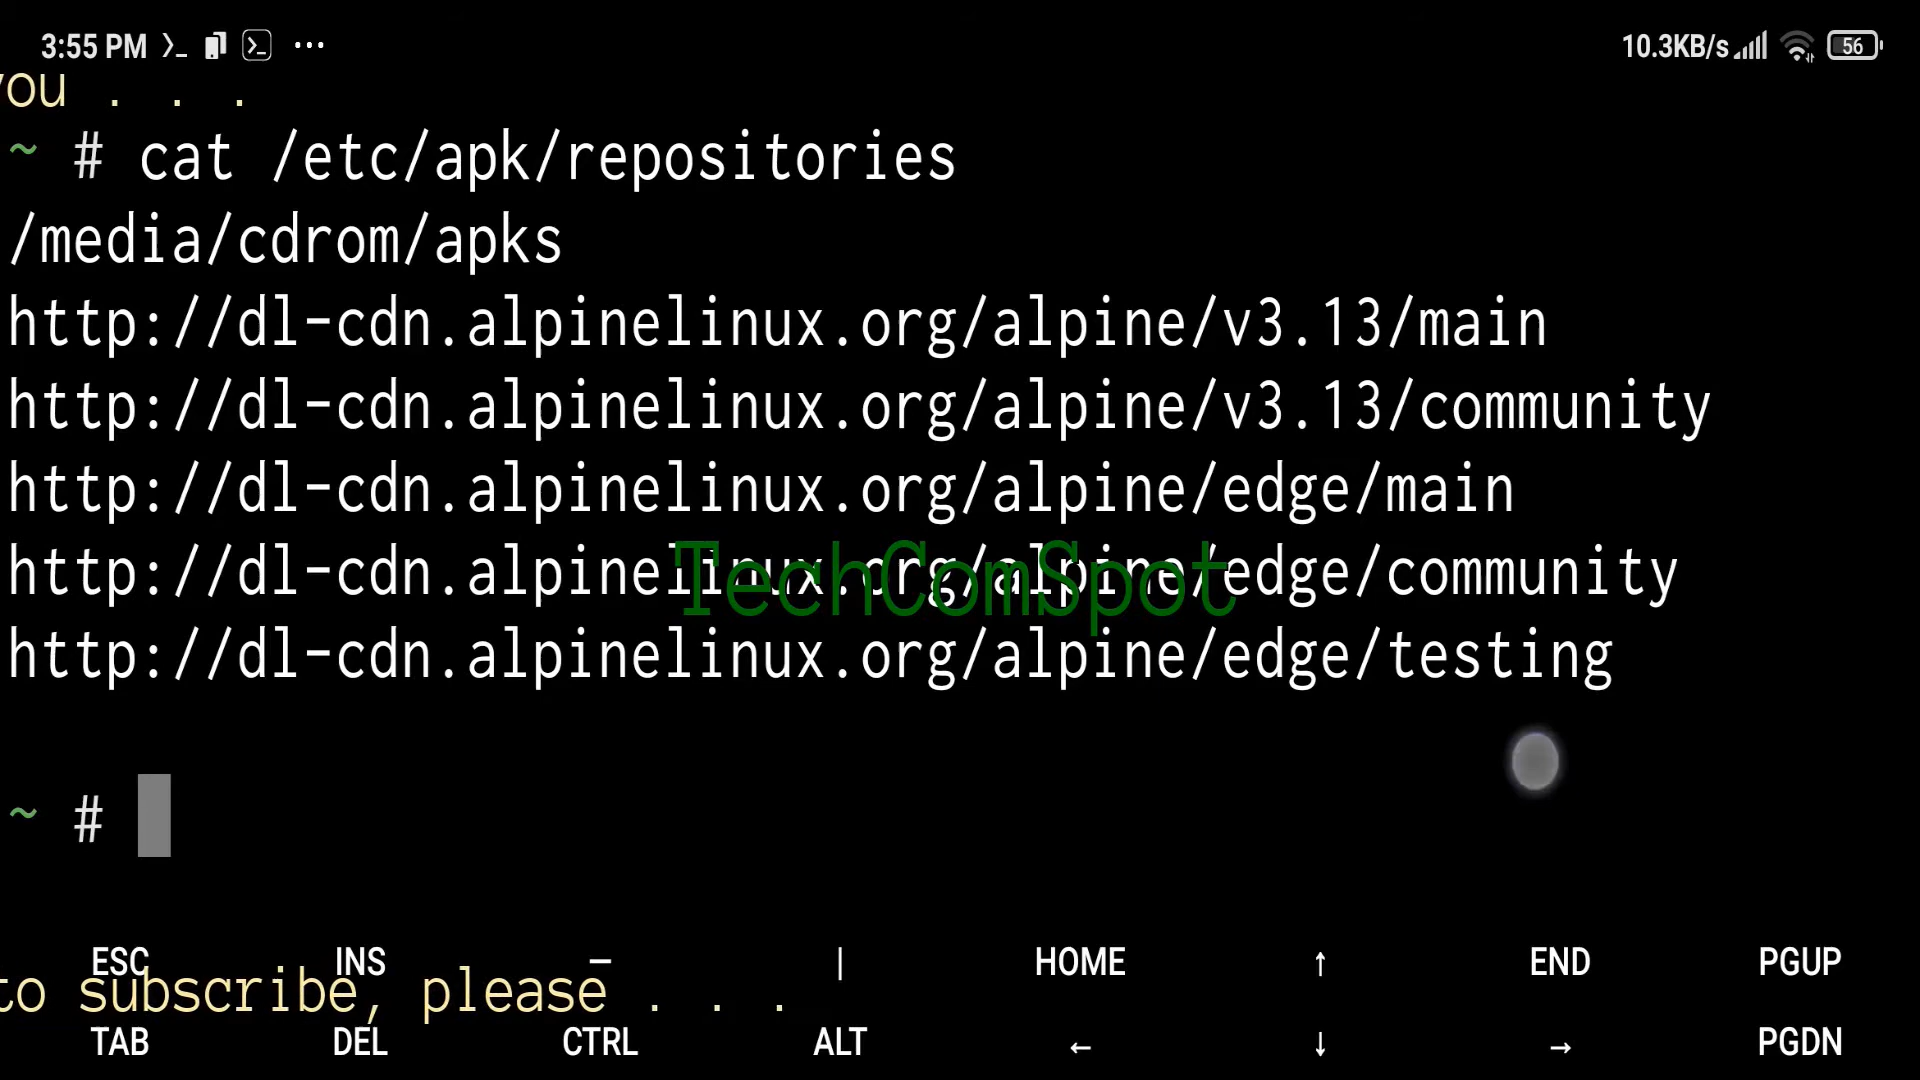 3:55 PM
10.3KB/s
56
you . . .
~ # cat /etc/apk/repositories
/media/cdrom/apks
http://dl-cdn.alpinelinux.org/alpine/v3.13/main
http://dl-cdn.alpinelinux.org/alpine/v3.13/community
http://dl-cdn.alpinelinux.org/alpine/edge/main
http://dl-cdn.alpinelinux.org/alpine/edge/community
TechComSpot
http://dl-cdn.alpinelinux.org/alpine/edge/testing
~ #
ESC INS – | HOME ↑ END PGUP
to subscribe, please . . .
TAB DEL CTRL ALT ← ↓ → PGDN